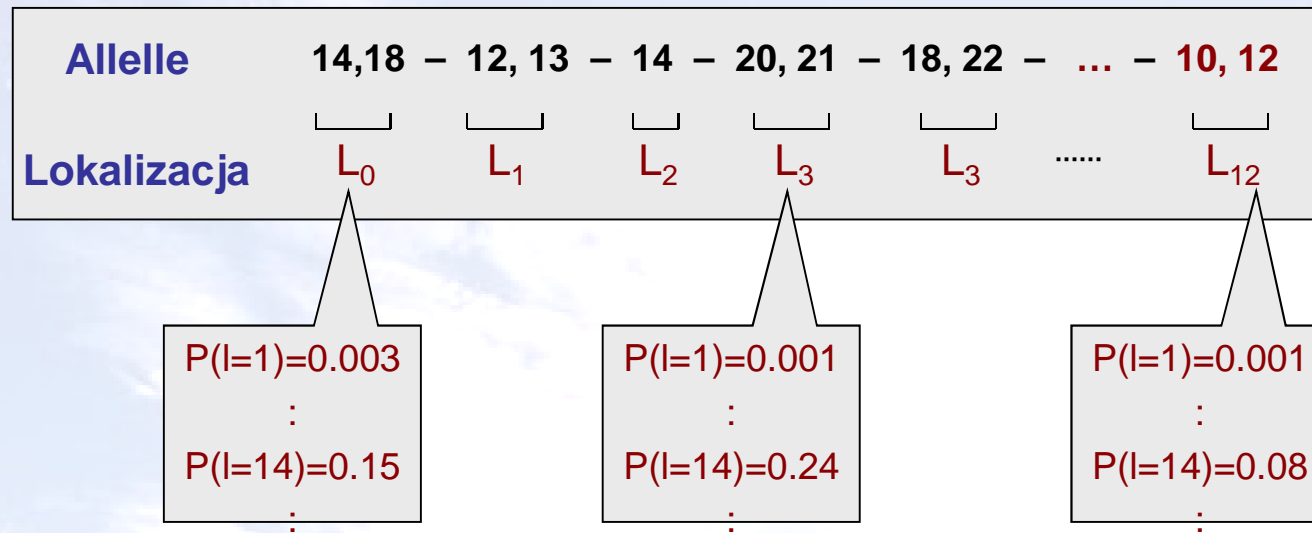 Allelle 14,18 – 12, 13 – 14 – 20, 21 – 18, 22 – … – 10, 12
Lokalizacja L₀ L₁ L₂ L₃ L₃ ...... L₁₂
P(l=1)=0.003
:
P(l=14)=0.15
:
P(l=1)=0.001
:
P(l=14)=0.24
:
P(l=1)=0.001
:
P(l=14)=0.08
: